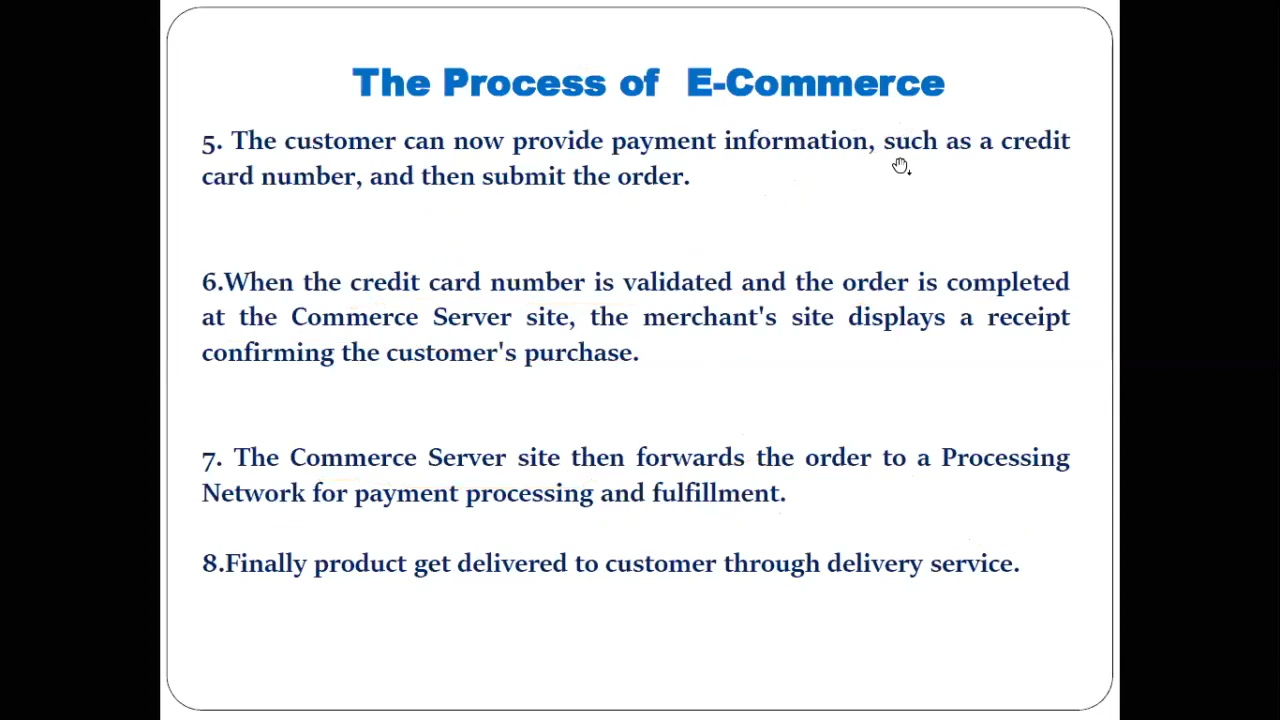 The Process of E-Commerce
5. The customer can now provide payment information, such as a credit
card number, and then submit the order.
6.When the credit card number is validated and the order is completed
at the Commerce Server site, the merchant's site displays a receipt
confirming the customer's purchase.
7. The Commerce Server site then forwards the order to a Processing
Network for payment processing and fulfillment.
8.Finally product get delivered to customer through delivery service.